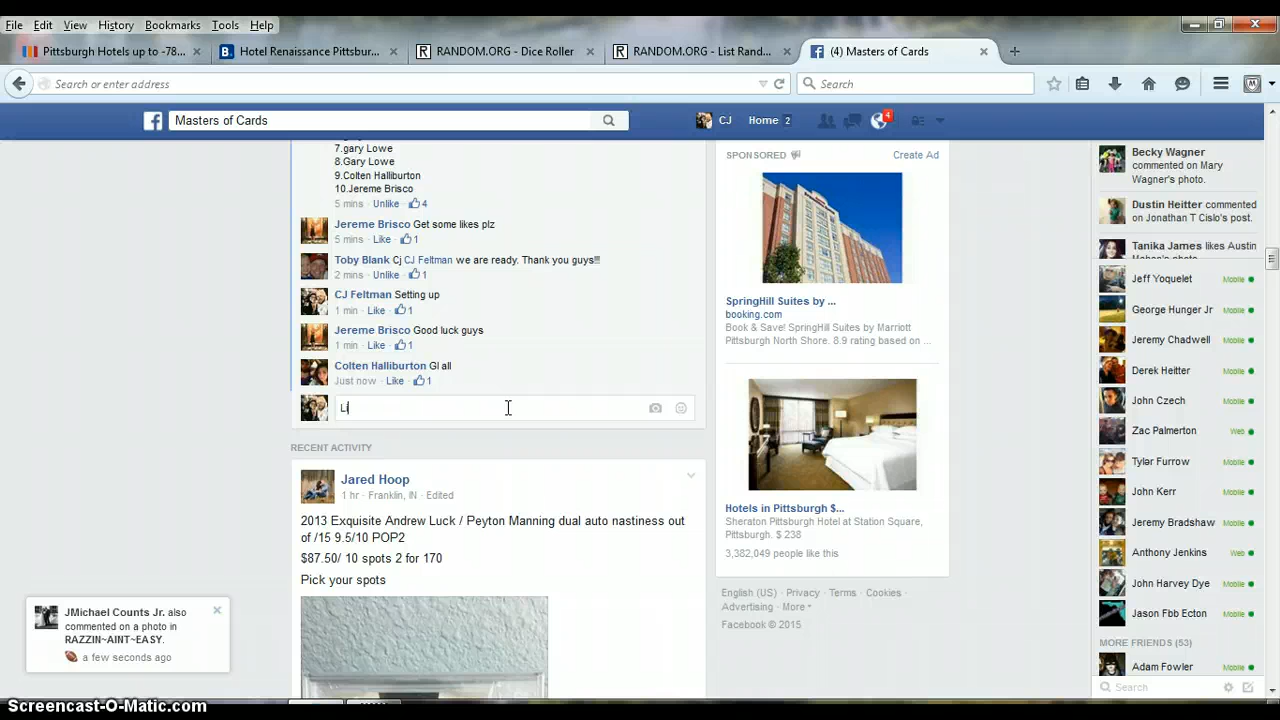 File Edit View History Bookmarks Tools Help
Pittsburgh Hotels up to -78...
Hotel Renaissance Pittsbur...
RANDOM.ORG - Dice Roller
RANDOM.ORG - List Rand...
(4) Masters of Cards
Search or enter address
Search
Masters of Cards
CJ Home 2
4
7.gary Lowe
8.Gary Lowe
9.Colten Halliburton
10.Jereme Brisco
5 mins · Unlike · 4
Jereme Brisco Get some likes plz
5 mins · Like · 1
Toby Blank Cj CJ Feltman we are ready. Thank you guys!!!
2 mins · Unlike · 1
CJ Feltman Setting up
1 min · Like · 1
Jereme Brisco Good luck guys
1 min · Like · 1
Colten Halliburton Gl all
Just now · Like · 1
Li
RECENT ACTIVITY
Jared Hoop
1 hr · Franklin, IN · Edited
2013 Exquisite Andrew Luck / Peyton Manning dual auto nastiness out
of /15 9.5/10 POP2
$87.50/ 10 spots 2 for 170
Pick your spots
JMichael Counts Jr. also
commented on a photo in
RAZZIN~AINT~EASY.
a few seconds ago
SPONSORED
Create Ad
SpringHill Suites by ...
booking.com
Book & Save! SpringHill Suites by Marriott
Pittsburgh North Shore. 8.9 rating based on ...
Hotels in Pittsburgh $...
Sheraton Pittsburgh Hotel at Station Square,
Pittsburgh. $ 238
3,382,049 people like this
English (US) · Privacy · Terms · Cookies ·
Advertising · More
Facebook © 2015
Becky Wagner
commented on Mary
Wagner's photo.
Dustin Heitter commented
on Jonathan T Cislo's post.
Tanika James likes Austin
Jeff Yoquelet Mobile
George Hunger Jr Mobile
Jeremy Chadwell Mobile
Derek Heitter Mobile
John Czech Mobile
Zac Palmerton Web
Tyler Furrow Mobile
John Kerr Mobile
Jeremy Bradshaw Mobile
Anthony Jenkins Web
John Harvey Dye Mobile
Jason Fbb Ecton Mobile
MORE FRIENDS (53)
Adam Fowler Mobile
Search
Screencast-O-Matic.com